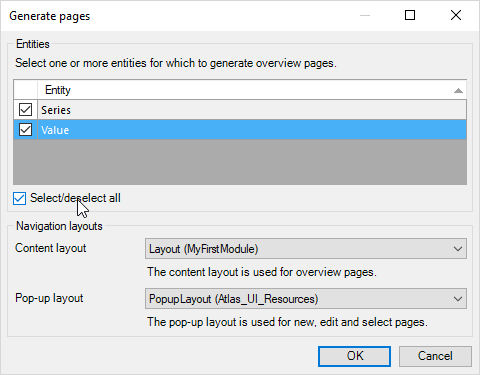 Generate pages
Entities
Select one or more entities for which to generate overview pages.
Entity
Series
Value
Select/deselect all
Navigation layouts
Content layout
Layout (MyFirstModule)
The content layout is used for overview pages.
Pop-up layout
PopupLayout (Atlas_UI_Resources)
The pop-up layout is used for new, edit and select pages.
OK
Cancel